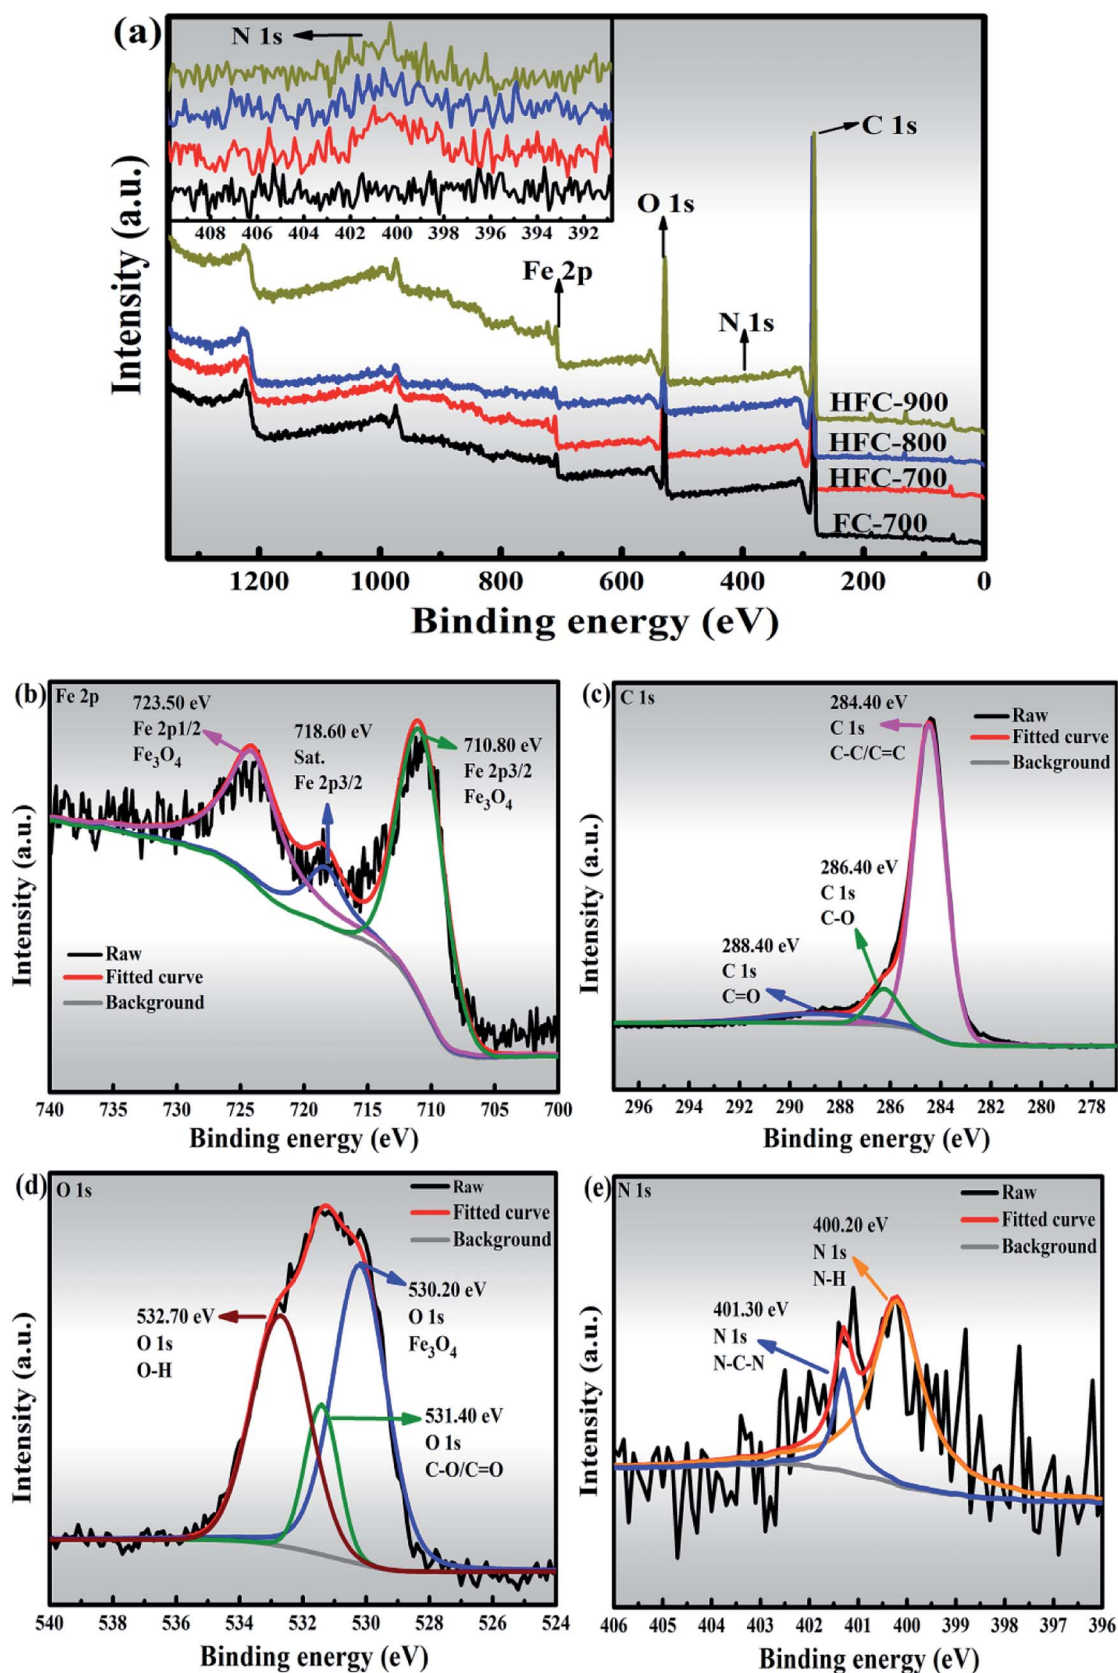 (a)
N 1s
408 406 404 402 400 398 396 394 392
C 1s
O 1s
Fe 2p
N 1s
HFC-900
HFC-800
HFC-700
FC-700
Intensity (a.u.)
1200 1000 800 600 400 200 0
Binding energy (eV)
(b)
Fe 2p
723.50 eV
Fe 2p1/2
Fe₃O₄
718.60 eV
Sat.
Fe 2p3/2
710.80 eV
Fe 2p3/2
Fe₃O₄
Raw
Fitted curve
Background
Intensity (a.u.)
740 735 730 725 720 715 710 705 700
Binding energy (eV)
(c)
C 1s
284.40 eV
C 1s
C-C/C=C
Raw
Fitted curve
Background
286.40 eV
C 1s
C-O
288.40 eV
C 1s
C=O
Intensity (a.u.)
296 294 292 290 288 286 284 282 280 278
Binding energy (eV)
(d)
O 1s
Raw
Fitted curve
Background
532.70 eV
O 1s
O-H
530.20 eV
O 1s
Fe₃O₄
531.40 eV
O 1s
C-O/C=O
Intensity (a.u.)
540 538 536 534 532 530 528 526 524
Binding energy (eV)
(e)
N 1s
Raw
Fitted curve
Background
400.20 eV
N 1s
N-H
401.30 eV
N 1s
N-C-N
Intensity (a.u.)
406 405 404 403 402 401 400 399 398 397 396
Binding energy (eV)